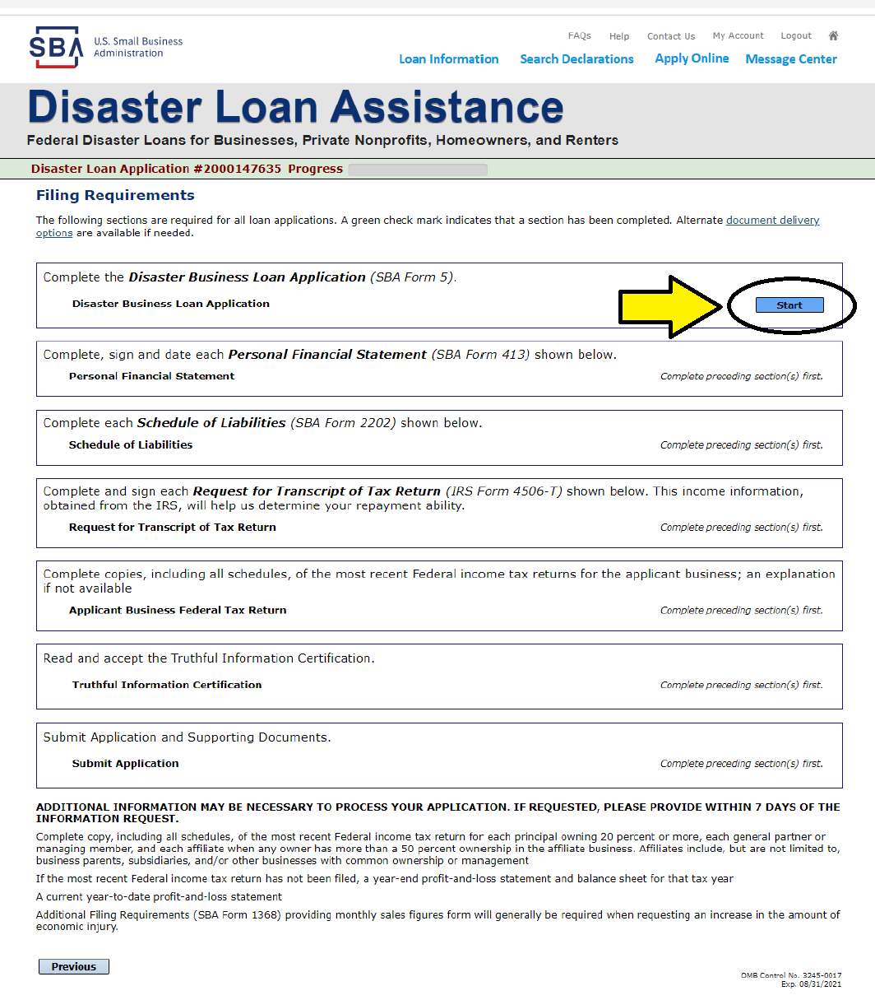 FAQs Help Contact Us My Account Logout
SBA U.S. Small Business
Administration
Loan Information Search Declarations Apply Online Message Center
Disaster Loan Assistance
Federal Disaster Loans for Businesses, Private Nonprofits, Homeowners, and Renters
Disaster Loan Application #2000147635 Progress
Filing Requirements
The following sections are required for all loan applications. A green check mark indicates that a section has been completed. Alternate document delivery
options are available if needed.
Complete the Disaster Business Loan Application (SBA Form 5).
Disaster Business Loan Application Start
Complete, sign and date each Personal Financial Statement (SBA Form 413) shown below.
Personal Financial Statement Complete preceding section(s) first.
Complete each Schedule of Liabilities (SBA Form 2202) shown below.
Schedule of Liabilities Complete preceding section(s) first.
Complete and sign each Request for Transcript of Tax Return (IRS Form 4506-T) shown below. This income information,
obtained from the IRS, will help us determine your repayment ability.
Request for Transcript of Tax Return Complete preceding section(s) first.
Complete copies, including all schedules, of the most recent Federal income tax returns for the applicant business; an explanation
if not available
Applicant Business Federal Tax Return Complete preceding section(s) first.
Read and accept the Truthful Information Certification.
Truthful Information Certification Complete preceding section(s) first.
Submit Application and Supporting Documents.
Submit Application Complete preceding section(s) first.
ADDITIONAL INFORMATION MAY BE NECESSARY TO PROCESS YOUR APPLICATION. IF REQUESTED, PLEASE PROVIDE WITHIN 7 DAYS OF THE
INFORMATION REQUEST.
Complete copy, including all schedules, of the most recent Federal income tax return for each principal owning 20 percent or more, each general partner or
managing member, and each affiliate when any owner has more than a 50 percent ownership in the affiliate business. Affiliates include, but are not limited to,
business parents, subsidiaries, and/or other businesses with common ownership or management
If the most recent Federal income tax return has not been filed, a year-end profit-and-loss statement and balance sheet for that tax year
A current year-to-date profit-and-loss statement
Additional Filing Requirements (SBA Form 1368) providing monthly sales figures form will generally be required when requesting an increase in the amount of
economic injury.
Previous
OMB Control No. 3245-0017
Exp. 08/31/2021